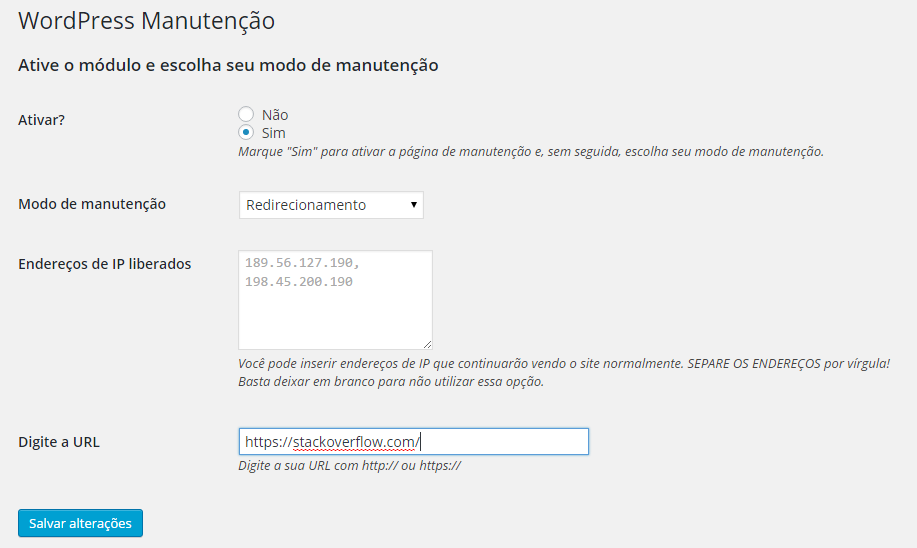 WordPress Manutenção
Ative o módulo e escolha seu modo de manutenção
Ativar?
Não
Sim
Marque "Sim" para ativar a página de manutenção e, sem seguida, escolha seu modo de manutenção.
Modo de manutenção
Redirecionamento
Endereços de IP liberados
189.56.127.190,
198.45.200.190
Você pode inserir endereços de IP que continuarão vendo o site normalmente. SEPARE OS ENDEREÇOS por vírgula!
Basta deixar em branco para não utilizar essa opção.
Digite a URL
https://stackoverflow.com/
Digite a sua URL com http:// ou https://
Salvar alterações